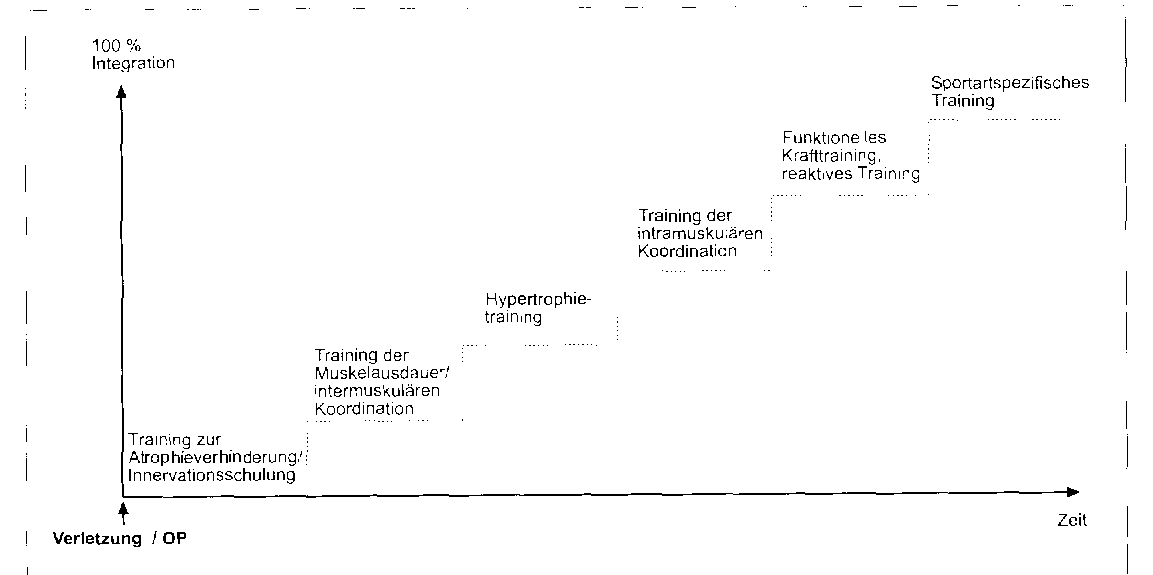 100 %
Integration
Sportartspezifisches
Training
Funktionelles
Krafttraining,
reaktives Training
Training der
intramuskulären
Koordination
Hypertrophie-
training
Training der
Muskelausdauer/
intermuskulären
Koordination
Training zur
Atrophieverhinderung/
Innervationsschulung
Zeit
Verletzung / OP